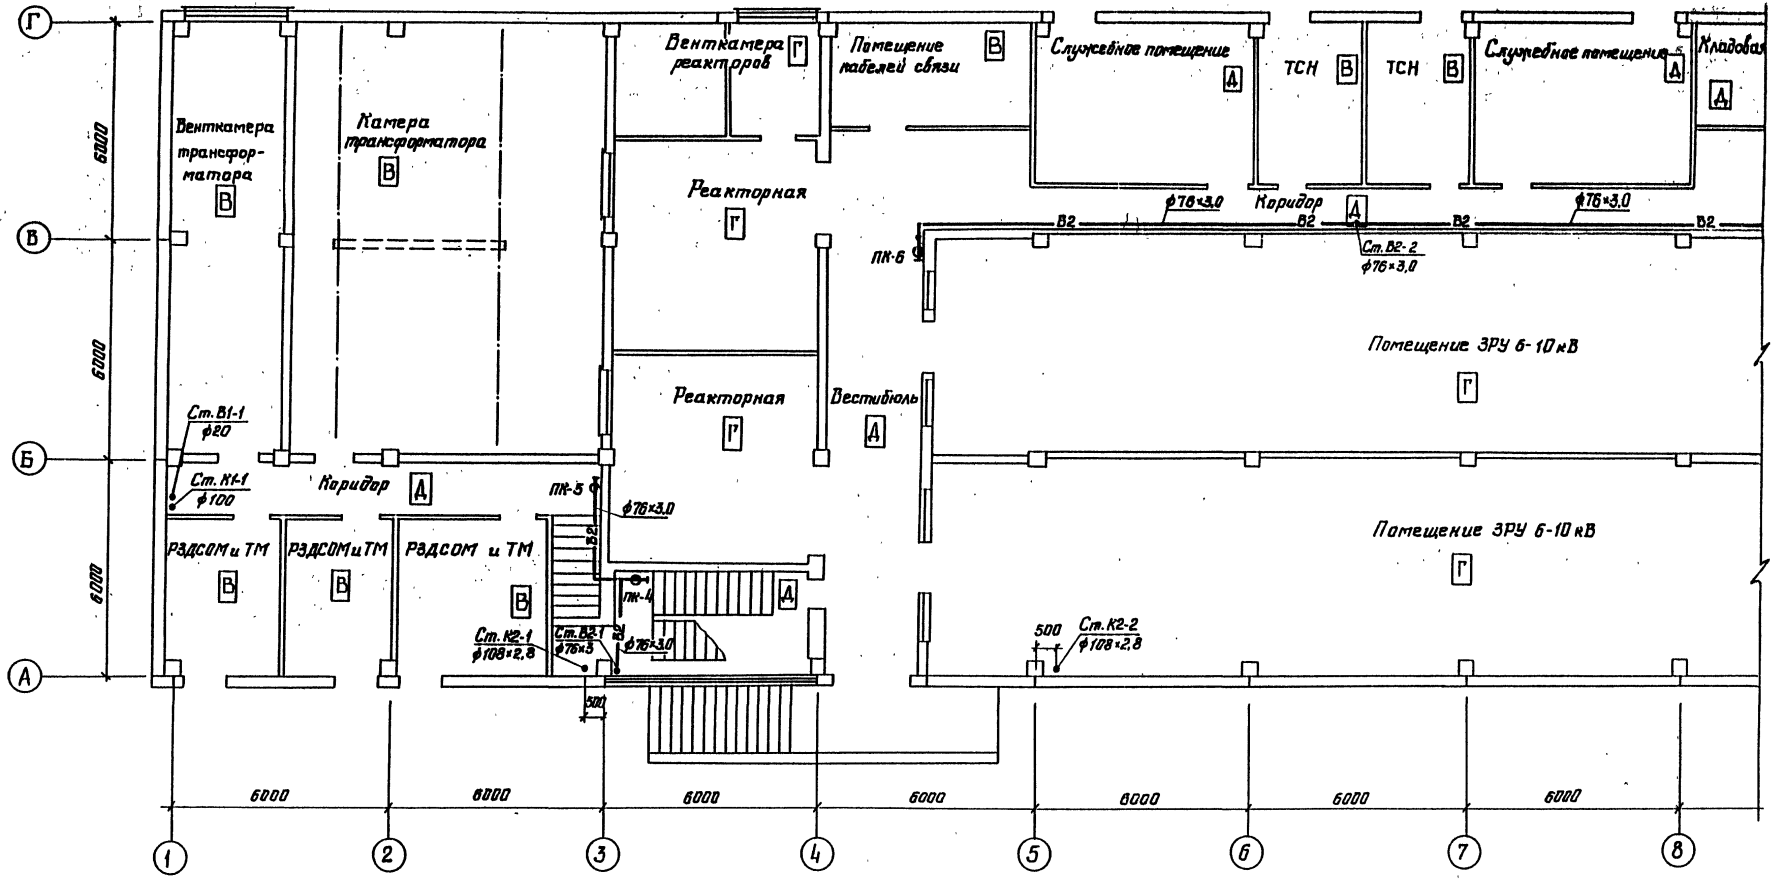 Г
Венткамера
реакторов
Г
Помещение
кабелей связи
В
Служебное помещение
Д
ТСН
В
ТСН
В
Служебное помещение
Д
Кладовая
Д
6000
Венткамера
трансфор-
матора
В
Камера
трансформатора
В
Реакторная
Г
Коридор
Д
ф76×3,0
ф76×3,0
В2
В2
В2
В2
В
ПК-6
Ст. В2-2
ф76×3,0
6000
Помещение ЗРУ 6-10 кВ
Г
Реакторная
Г
Вестибюль
Д
Ст. В1-1
ф20
Б
Ст. К1-1
ф100
Коридор
Д
ПК-5
ф76×3,0
В2
6000
РЗДСОМ и ТМ
В
РЗДСОМ и ТМ
В
РЗДСОМ и ТМ
В
ПК-4
Д
Помещение ЗРУ 6-10 кВ
Г
Ст. К2-1
ф108×2,8
Ст. В2-1
ф76×3
В2
ф76×3,0
500
Ст. К2-2
ф108×2,8
А
500
6000
6000
6000
6000
6000
6000
6000
1
2
3
4
5
6
7
8